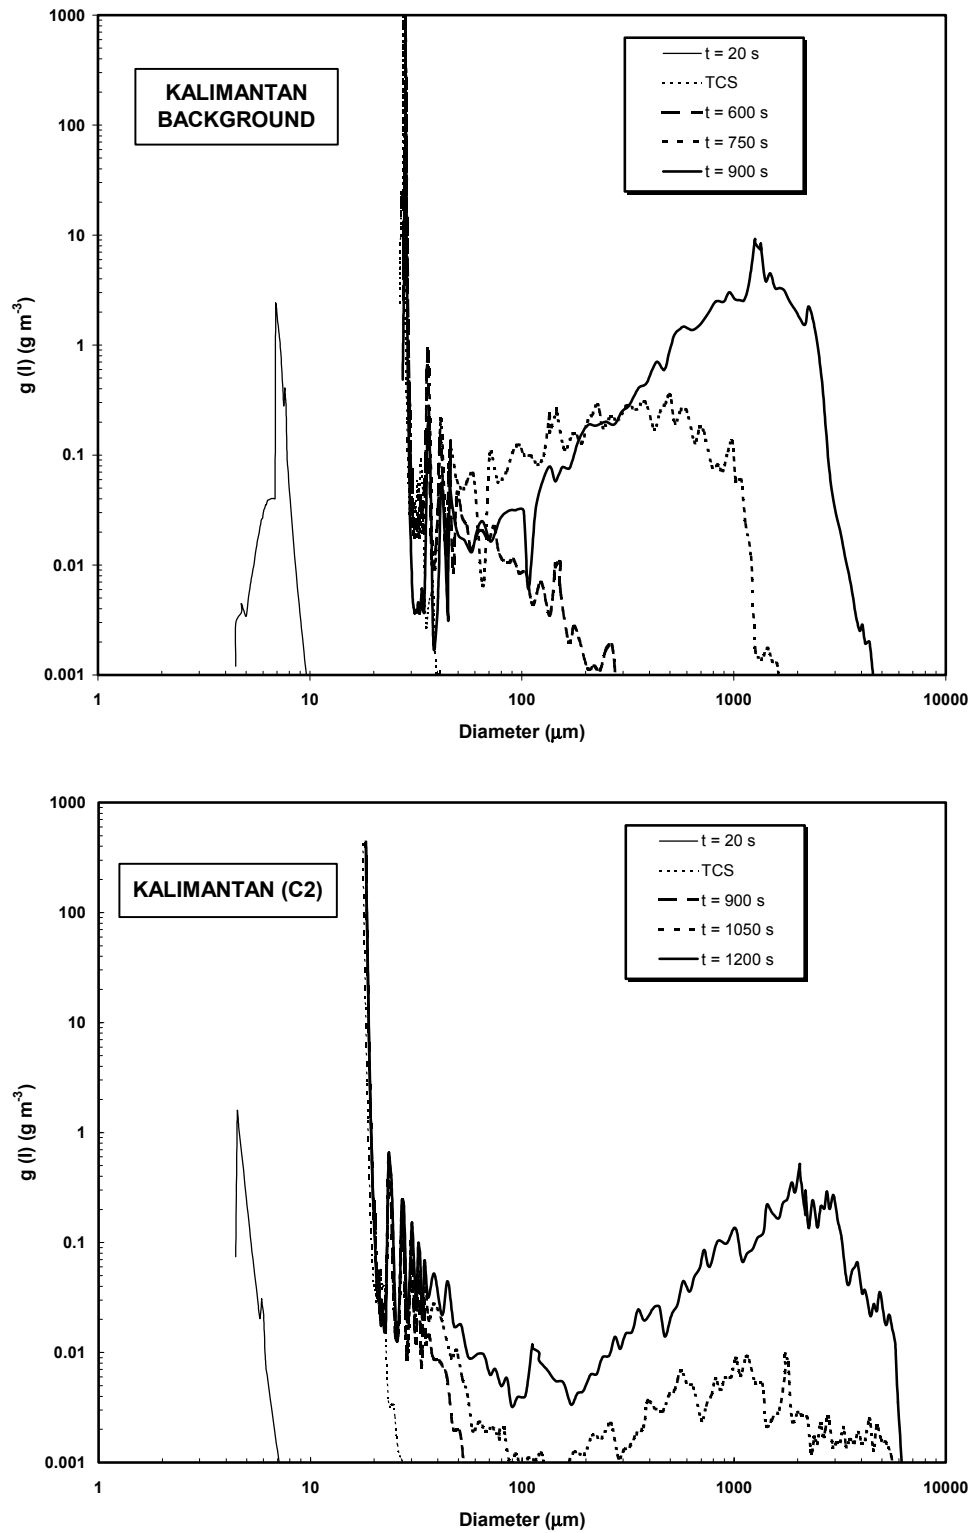 1000
100
10
1
0.1
0.01
0.001
g (l) (g m-3)
KALIMANTAN
BACKGROUND
t = 20 s
TCS
t = 600 s
t = 750 s
t = 900 s
1 10 100 1000 10000
Diameter (μm)
1000
100
10
1
0.1
0.01
0.001
g (l) (g m-3)
KALIMANTAN (C2)
t = 20 s
TCS
t = 900 s
t = 1050 s
t = 1200 s
1 10 100 1000 10000
Diameter (μm)